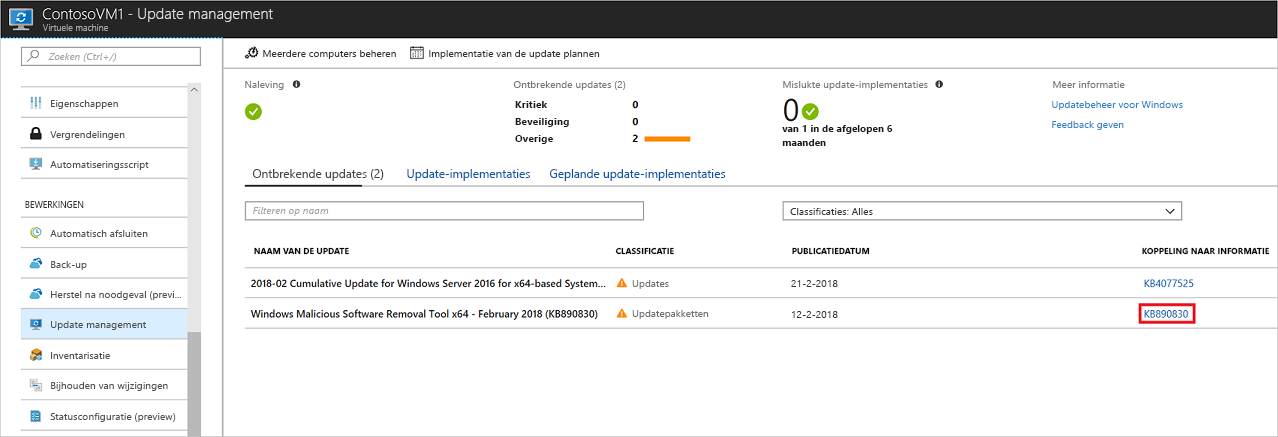 ContosoVM1 - Update management
Virtuele machine
Zoeken (Ctrl+/)
Eigenschappen
Vergrendelingen
Automatiseringsscript
BEWERKINGEN
Automatisch afsluiten
Back-up
Herstel na noodgeval (previ...
Update management
Inventarisatie
Bijhouden van wijzigingen
Statusconfiguratie (preview)
Meerdere computers beheren
Implementatie van de update plannen
Naleving
Ontbrekende updates (2)
Kritiek 0
Beveiliging 0
Overige 2
Mislukte update-implementaties
0
van 1 in de afgelopen 6
maanden
Meer informatie
Updatebeheer voor Windows
Feedback geven
Ontbrekende updates (2) Update-implementaties Geplande update-implementaties
Filteren op naam
Classificaties: Alles
NAAM VAN DE UPDATE CLASSIFICATIE PUBLICATIEDATUM KOPPELING NAAR INFORMATIE
2018-02 Cumulative Update for Windows Server 2016 for x64-based System... Updates 21-2-2018 KB4077525
Windows Malicious Software Removal Tool x64 - February 2018 (KB890830) Updatepakketten 12-2-2018 KB890830